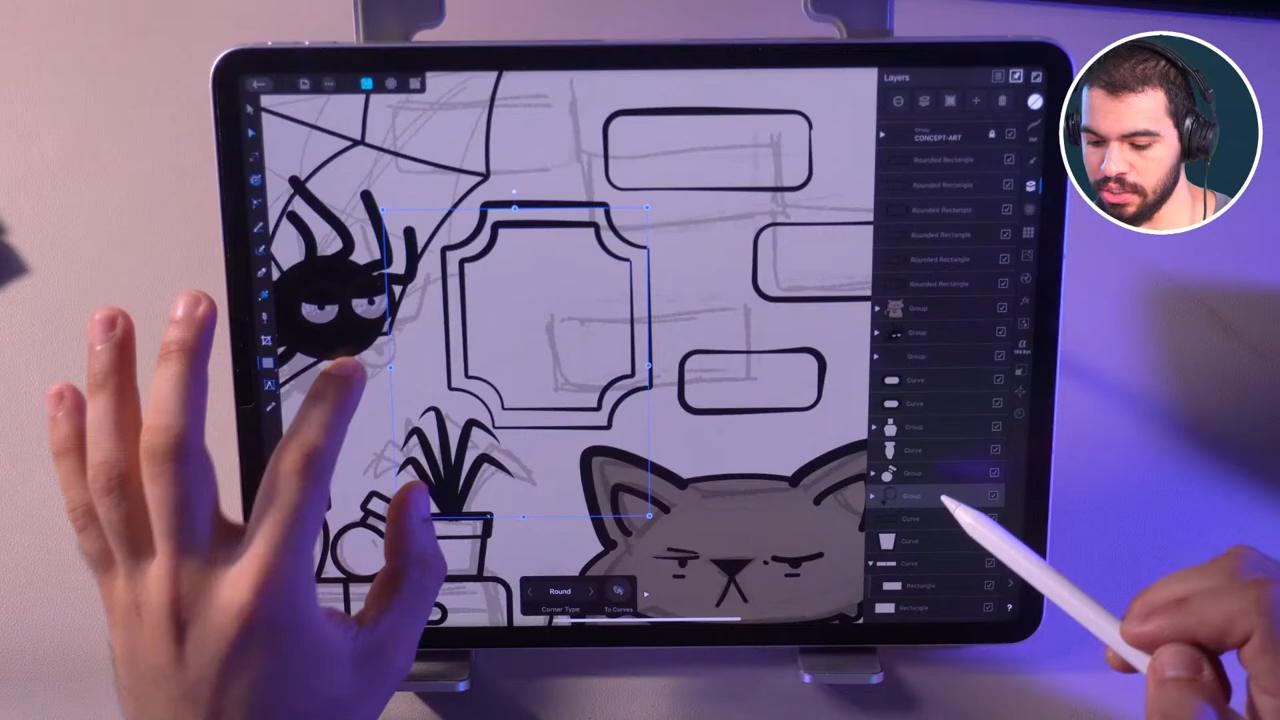 Layers
Group
CONCEPT-ART
Rounded Rectangle
Rounded Rectangle
Rounded Rectangle
Rounded Rectangle
Rounded Rectangle
Rounded Rectangle
Group
Group
Group
Curve
Curve
Group
Curve
Group
Group
Curve
Curve
Curve
Rectangle
Rectangle
?
Round
Corner Type
To Curves